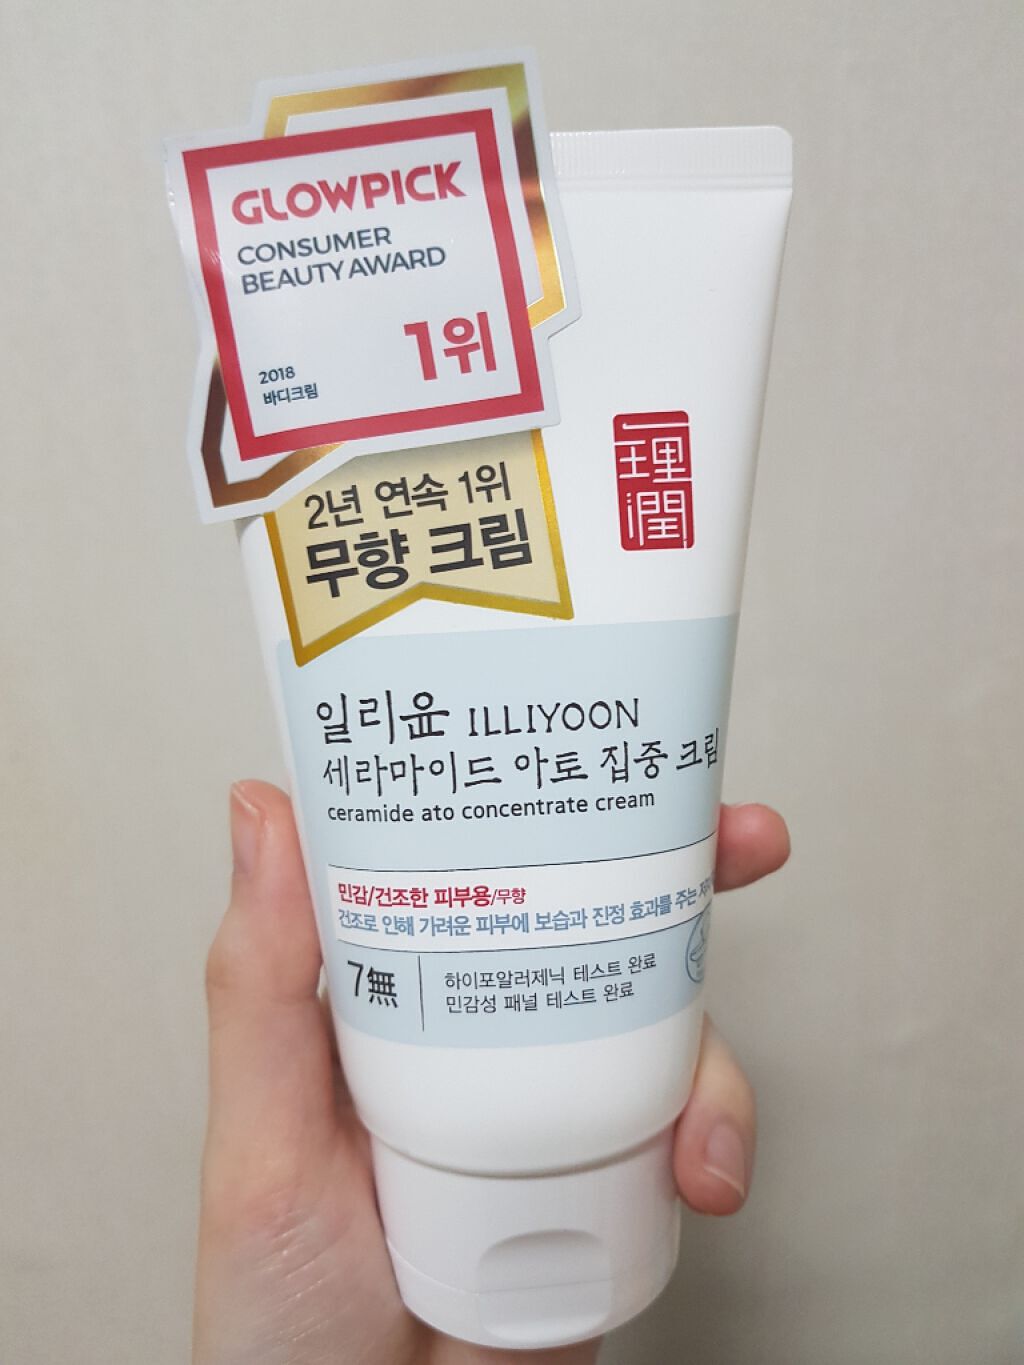 GLOWPICK
CONSUMER
BEAUTY AWARD
1위
2018
바디크림
2년 연속 1위
무향 크림
一理潤
일리윤 ILLIYOON
세라마이드 아토 집중 크림
ceramide ato concentrate cream
민감/건조한 피부용/무향
건조로 인해 가려운 피부에 보습과 진정 효과를 주는
7無
하이포알러제닉 테스트 완료
민감성 패널 테스트 완료